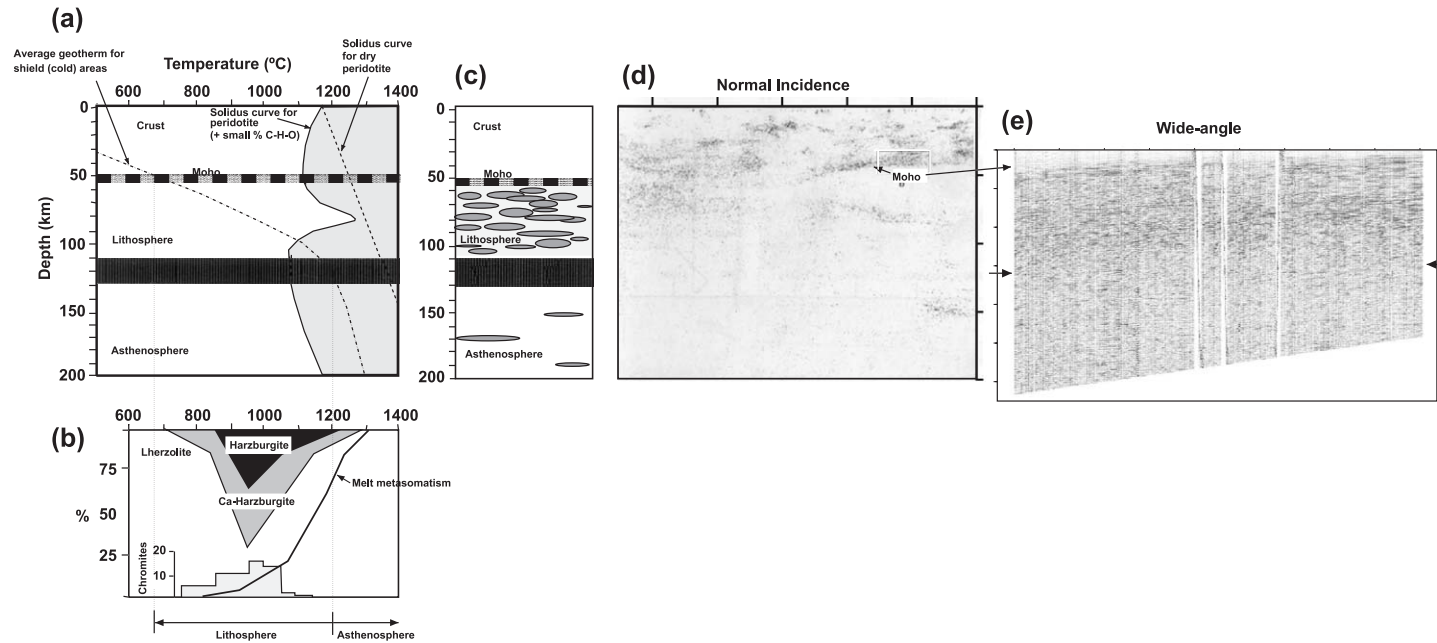 (a)
Average geotherm for
shield (cold) areas
Temperature (ºC)
Solidus curve
for dry
peridotite
600 800 1000 1200 1400
0
50
100
150
200
Depth (km)
Crust
Solidus curve for
peridotite
(+ small % C-H-O)
Moho
Lithosphere
Asthenosphere
(b)
600 800 1000 1200 1400
75
50
25
%
Lherzolite
Harzburgite
Ca-Harzburgite
Melt metasomatism
Chromites
20
10
Lithosphere
Asthenosphere
(c)
0
50
100
150
200
Crust
Moho
Lithosphere
Asthenosphere
(d)
Normal Incidence
Moho
(e)
Wide-angle